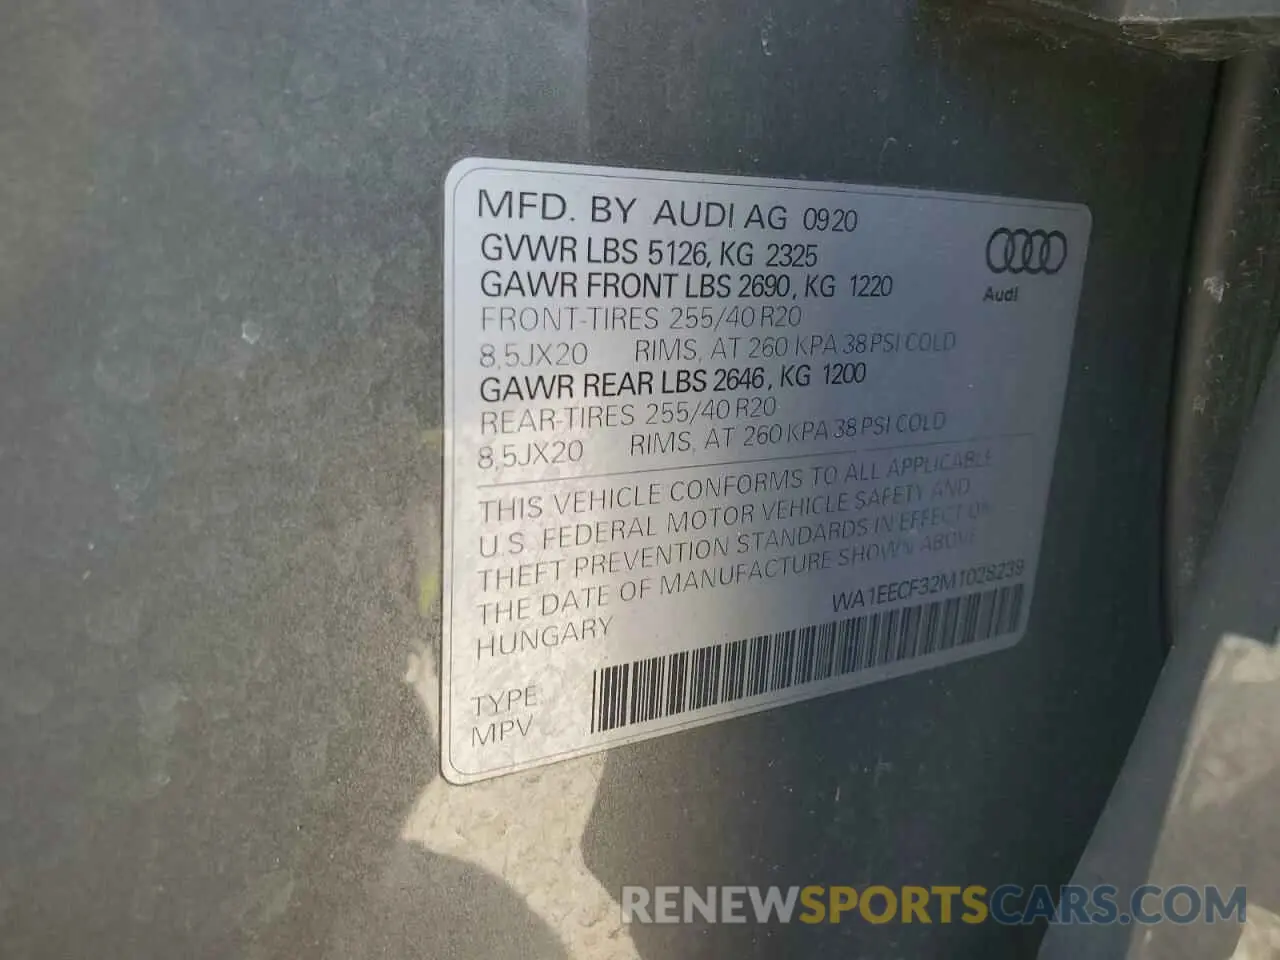 MFD. BY AUDI AG 0920
GVWR LBS 5126, KG 2325
GAWR FRONT LBS 2690, KG 1220
Audi
FRONT-TIRES 255/40 R20
8,5JX20 RIMS, AT 260 KPA 38 PSI COLD
GAWR REAR LBS 2646, KG 1200
REAR-TIRES 255/40 R20
8,5JX20 RIMS, AT 260 KPA 38 PSI COLD
THIS VEHICLE CONFORMS TO ALL APPLICABLE
U.S. FEDERAL MOTOR VEHICLE SAFETY AND
THEFT PREVENTION STANDARDS IN EFFECT ON
THE DATE OF MANUFACTURE SHOWN ABOVE
HUNGARY
WA1EECF32M1028239
TYPE
MPV
RENEWSPORTSCARS.COM